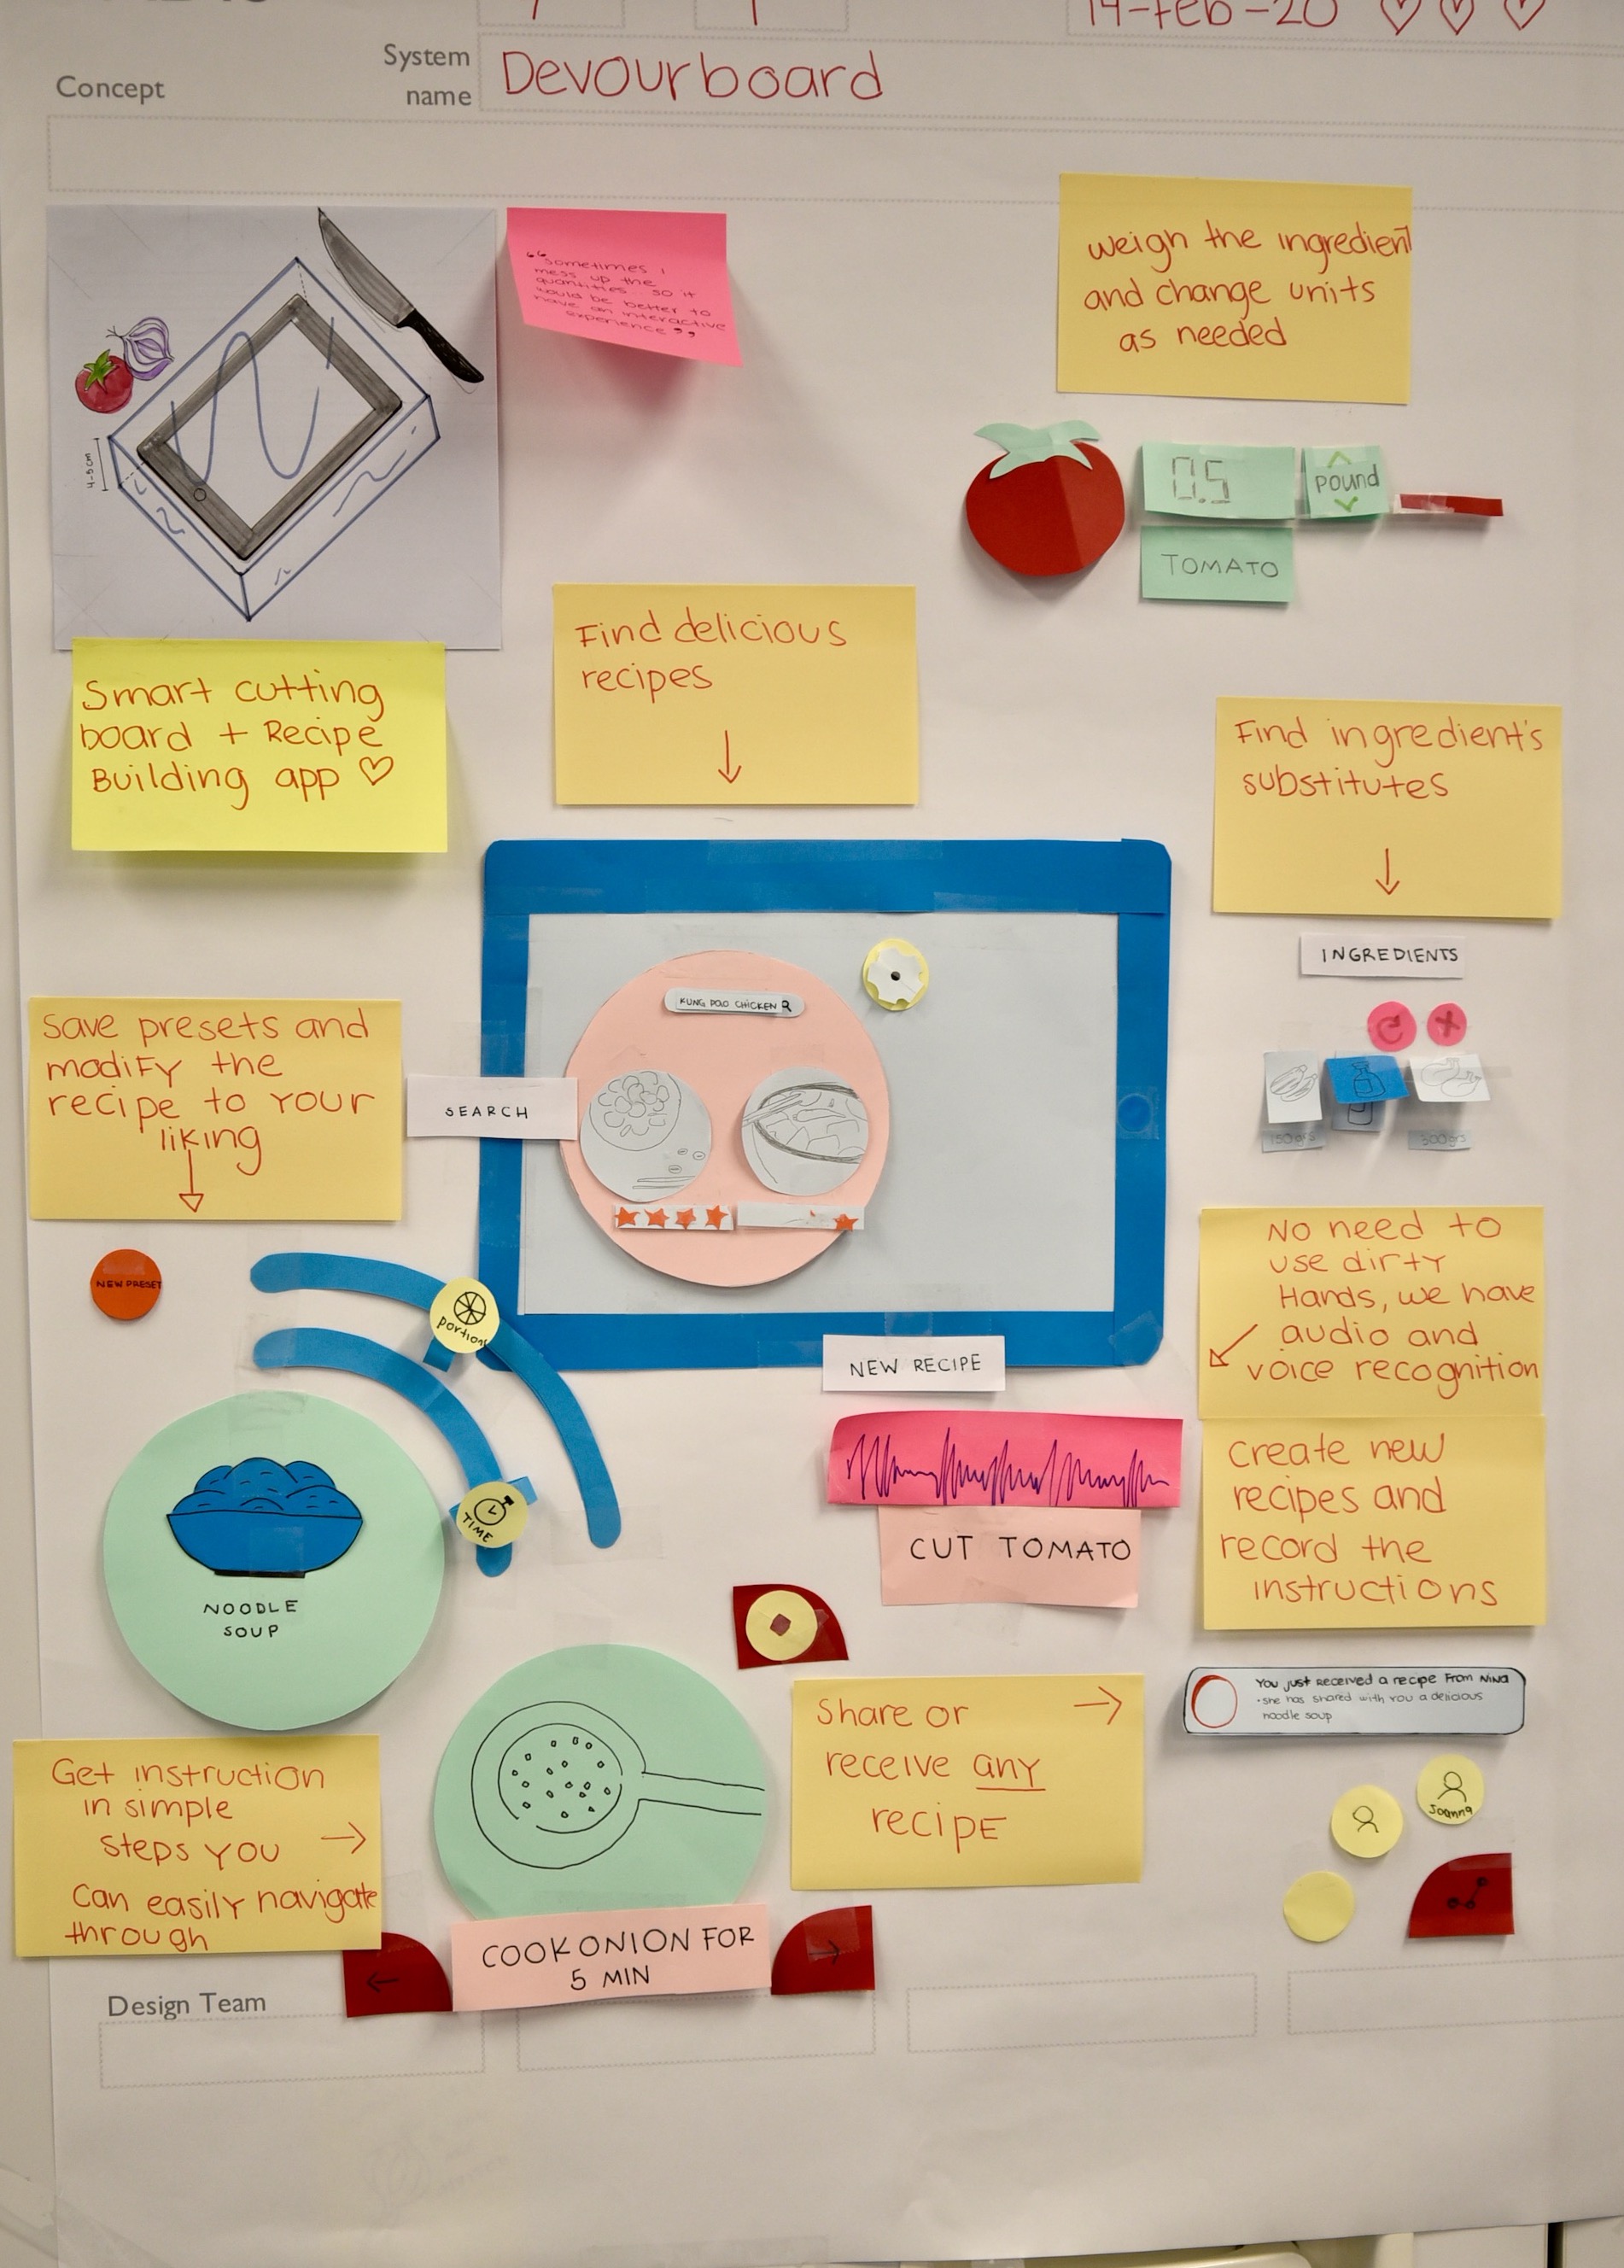 14-Feb-20
System
name
Devourboard
Concept
"Sometimes i
mess up the
quantities so it
would be better to
have an interactive
experience"
weigh the ingredient
and change units
as needed
4-5 cm
0.5
Pound
TOMATO
Smart cutting
board + Recipe
Building app
Find delicious
recipes
Find ingredient's
substitutes
INGREDIENTS
150grs
300grs
KUNG PAO CHICKEN
SEARCH
Save presets and
modify the
recipe to your
liking
NEW PRESET
portions
TIME
NOODLE
SOUP
NEW RECIPE
CUT TOMATO
No need to
use dirty
Hands, we have
audio and
voice recognition
create new
recipes and
record the
instructions
Get instruction
in simple
steps you
can easily navigate
through
COOK ONION FOR
5 MIN
Share or
receive any
recipe
You just received a recipe from Nina
• she has shared with you a delicious
noodle soup
Joanna
Design Team